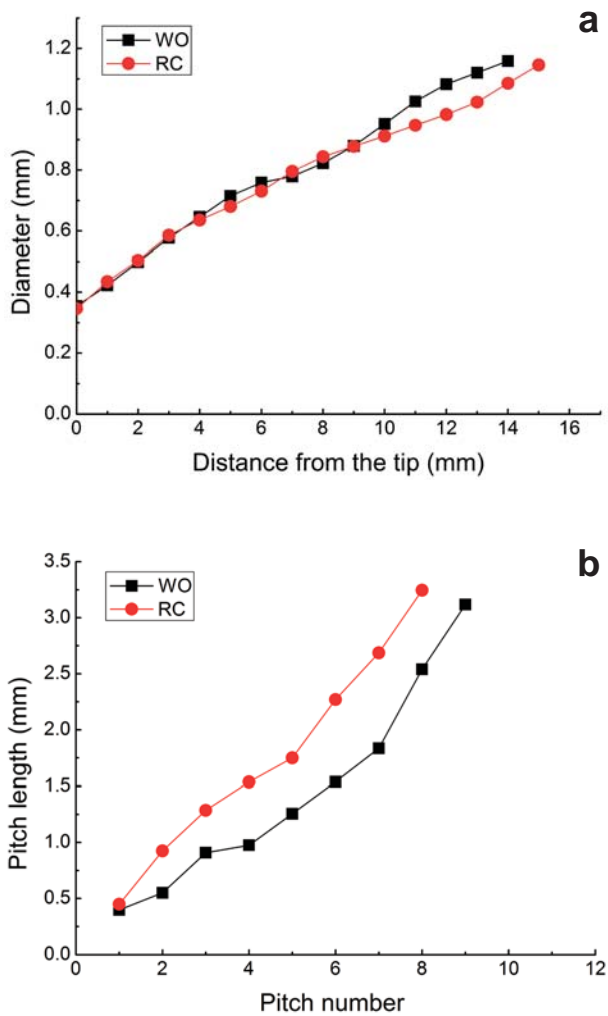 a
WO
RC
1.2
1.0
0.8
0.6
0.4
0.2
0.0
Diameter (mm)
0 2 4 6 8 10 12 14 16
Distance from the tip (mm)
b
WO
RC
3.5
3.0
2.5
2.0
1.5
1.0
0.5
0.0
Pitch length (mm)
0 2 4 6 8 10 12
Pitch number